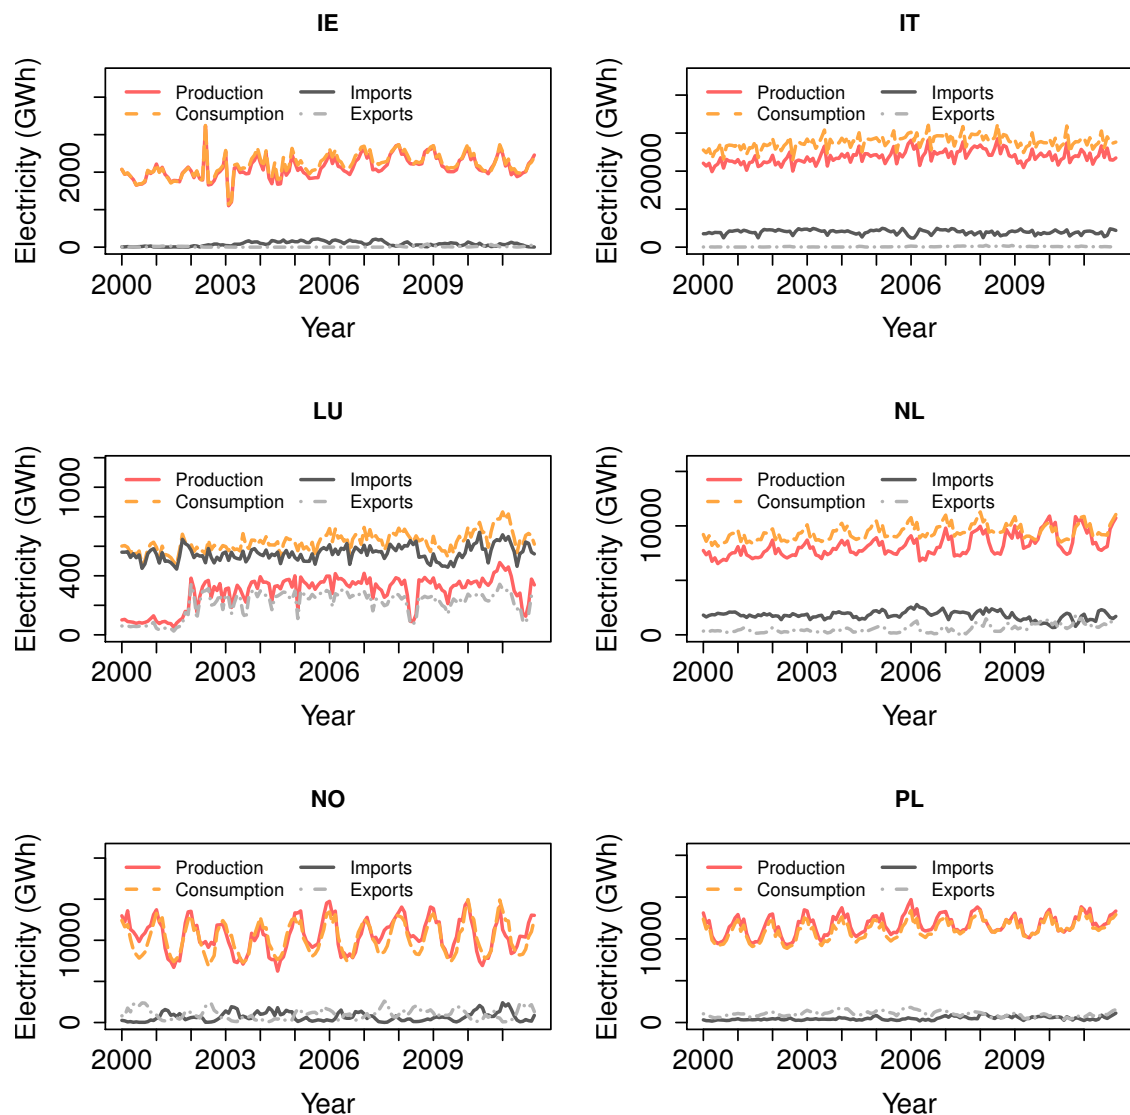 IE
Electricity (GWh)
0 2000
Production Imports
Consumption Exports
2000 2003 2006 2009
Year
IT
Electricity (GWh)
0 20000
Production Imports
Consumption Exports
2000 2003 2006 2009
Year
LU
Electricity (GWh)
0 400 1000
Production Imports
Consumption Exports
2000 2003 2006 2009
Year
NL
Electricity (GWh)
0 10000
Production Imports
Consumption Exports
2000 2003 2006 2009
Year
NO
Electricity (GWh)
0 10000
Production Imports
Consumption Exports
2000 2003 2006 2009
Year
PL
Electricity (GWh)
0 10000
Production Imports
Consumption Exports
2000 2003 2006 2009
Year